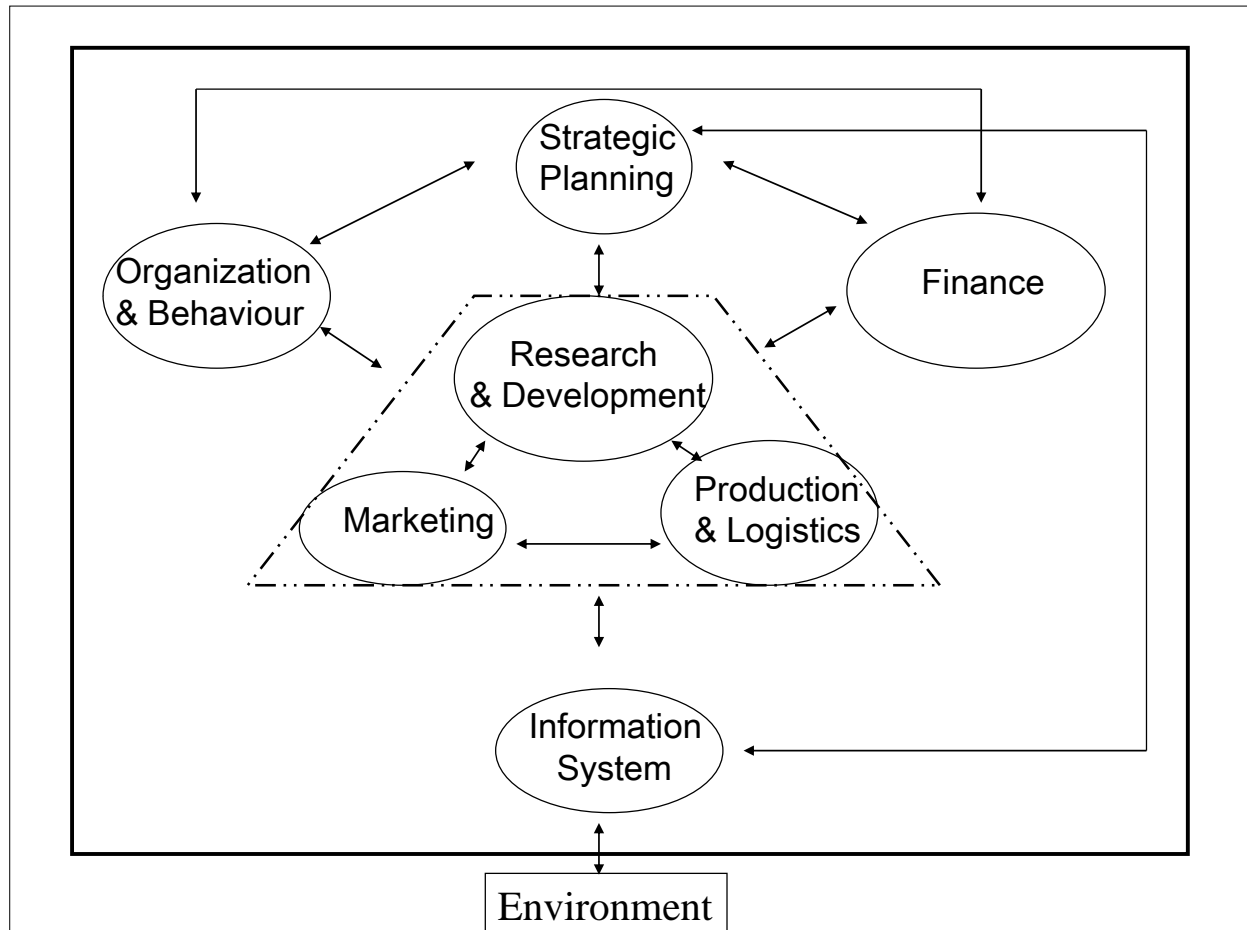 Strategic
Planning
Organization
& Behaviour
Finance
Research
& Development
Marketing
Production
& Logistics
Information
System
Environment